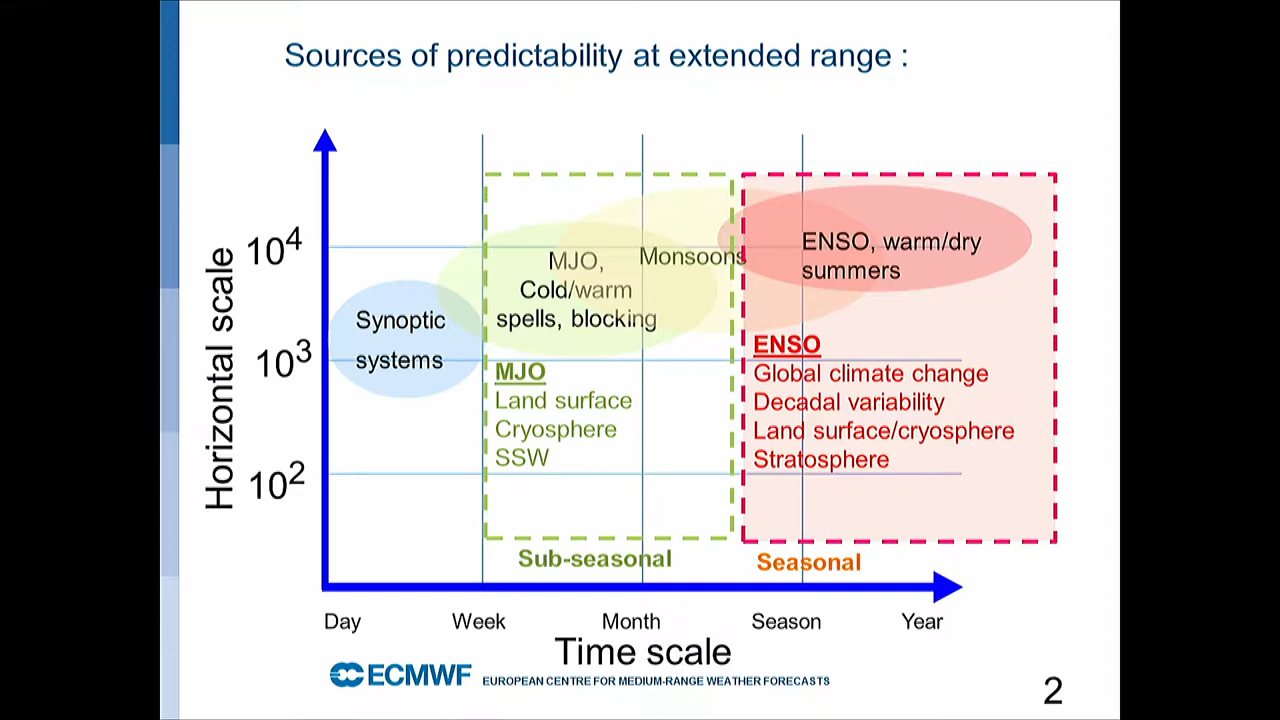 Sources of predictability at extended range :
Horizontal scale
10⁴
10³
10²
Synoptic
systems
MJO,
Cold/warm
spells, blocking
Monsoons
ENSO, warm/dry
summers
MJO
Land surface
Cryosphere
SSW
ENSO
Global climate change
Decadal variability
Land surface/cryosphere
Stratosphere
Sub-seasonal
Seasonal
Day
Week
Month
Season
Year
Time scale
ECMWF
EUROPEAN CENTRE FOR MEDIUM-RANGE WEATHER FORECASTS
2